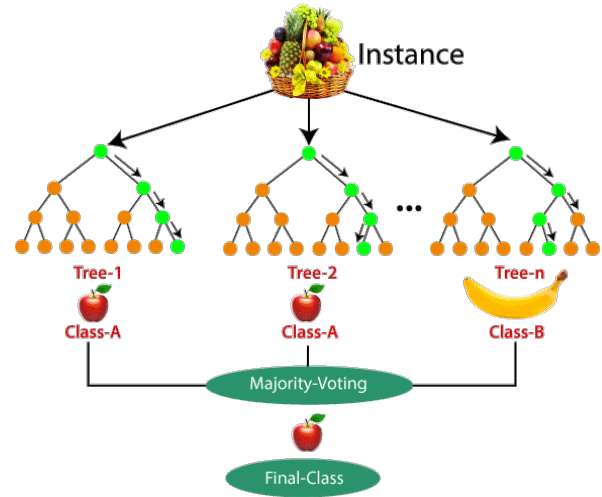 Instance
...
Tree-1
Tree-2
Tree-n
Class-A
Class-A
Class-B
Majority-Voting
Final-Class